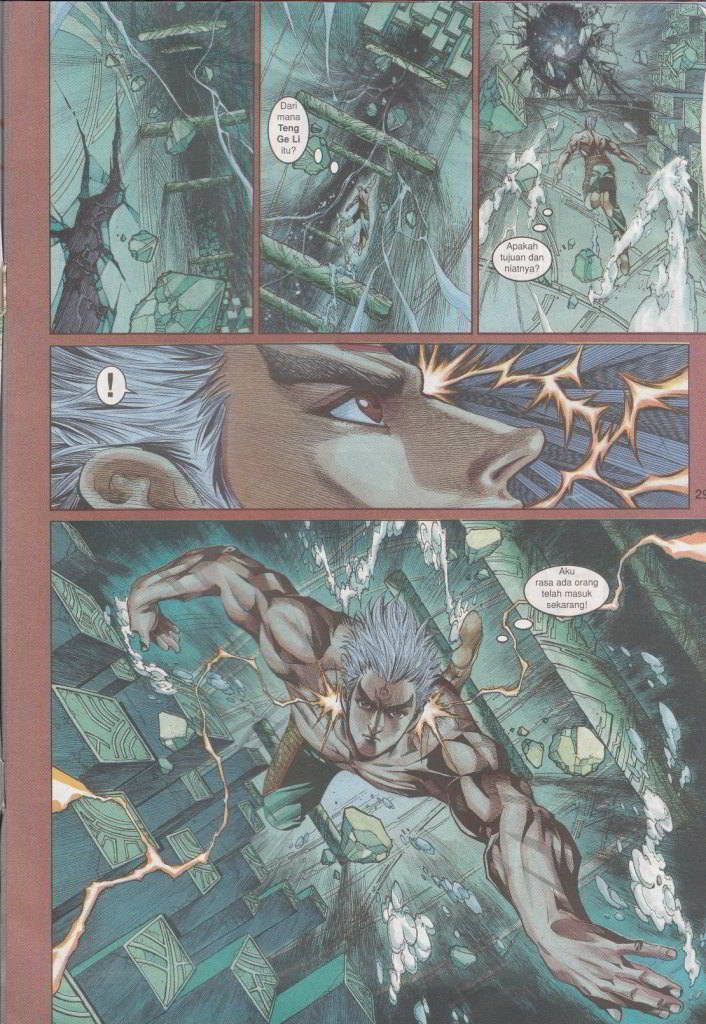 Dari
mana
Teng
Ge Li
itu?
Apakah
tujuan dan
niatnya?
!
29
Aku
rasa ada orang
telah masuk
sekarang!